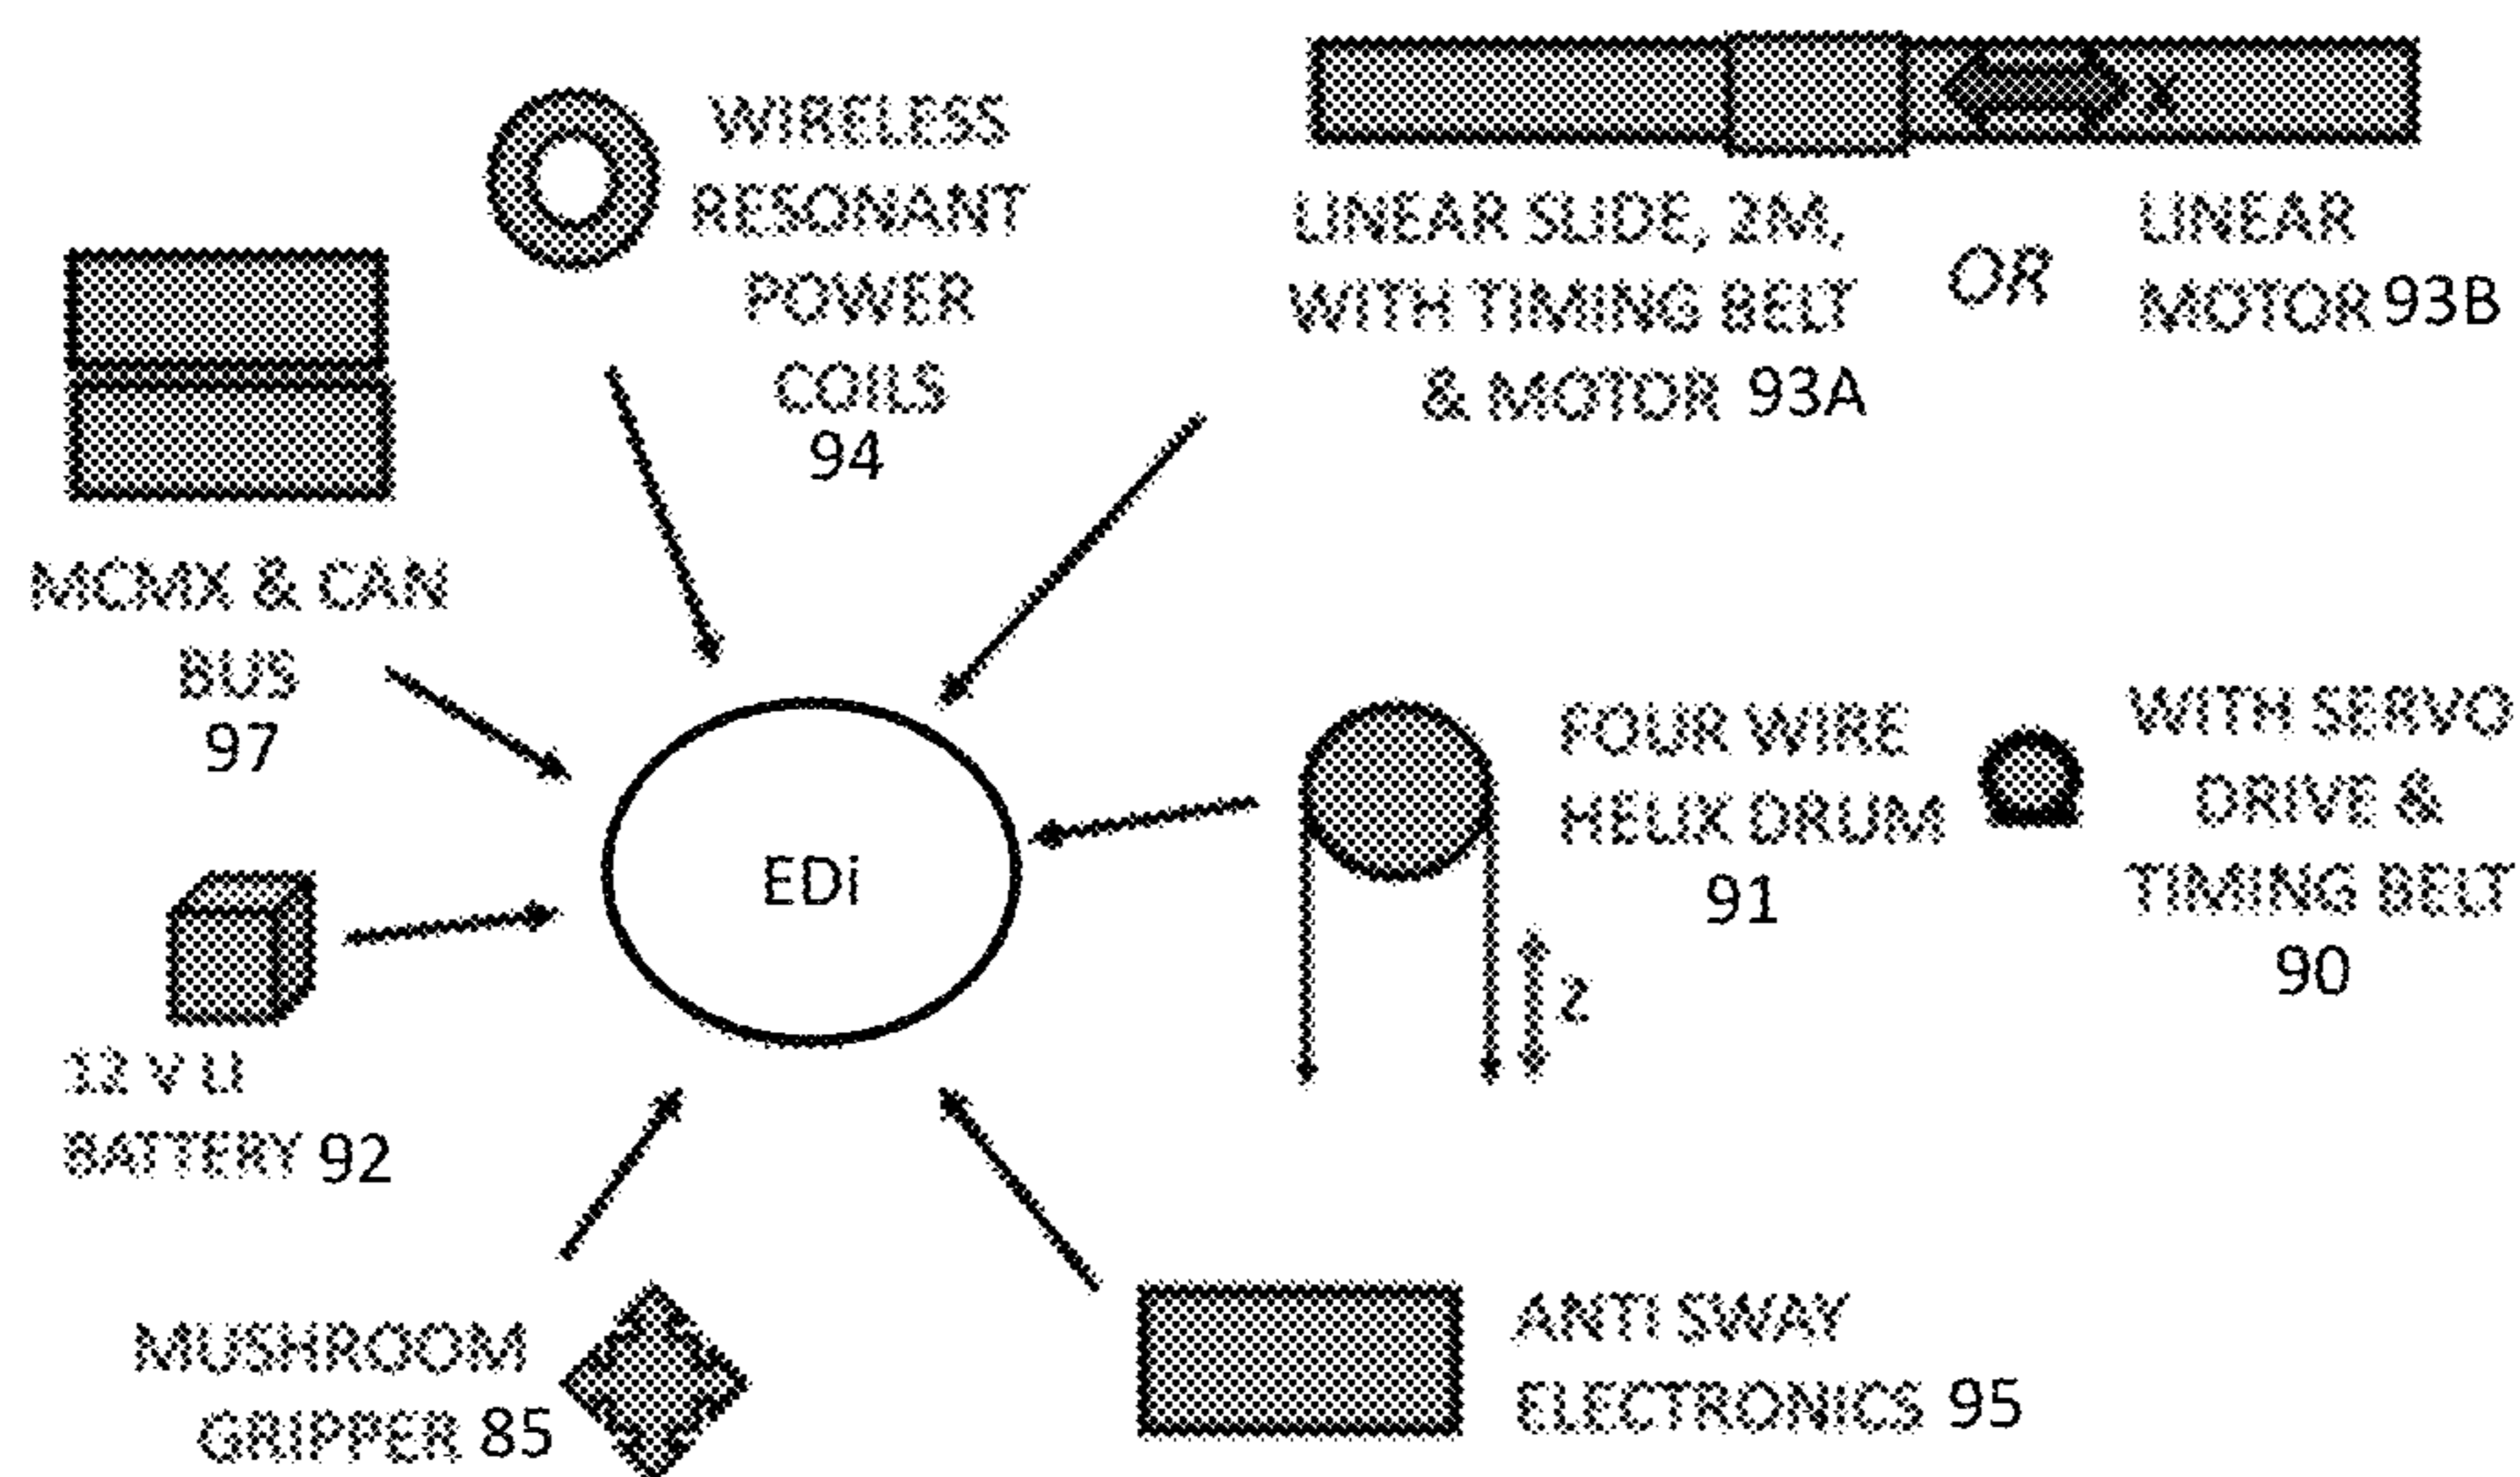 WIRELESS
RESONANT
POWER
COILS
94
X
LINEAR SLIDE, 2M,
WITH TIMING BELT
& MOTOR 93A
OR
LINEAR
MOTOR 93B
MCMX & CAN
BUS
97
EDi
FOUR WIRE
HELIX DRUM
91
Z
WITH SERVO
DRIVE &
TIMING BELT
90
12 V LI
BATTERY 92
MUSHROOM
GRIPPER 85
ANTI SWAY
ELECTRONICS 95